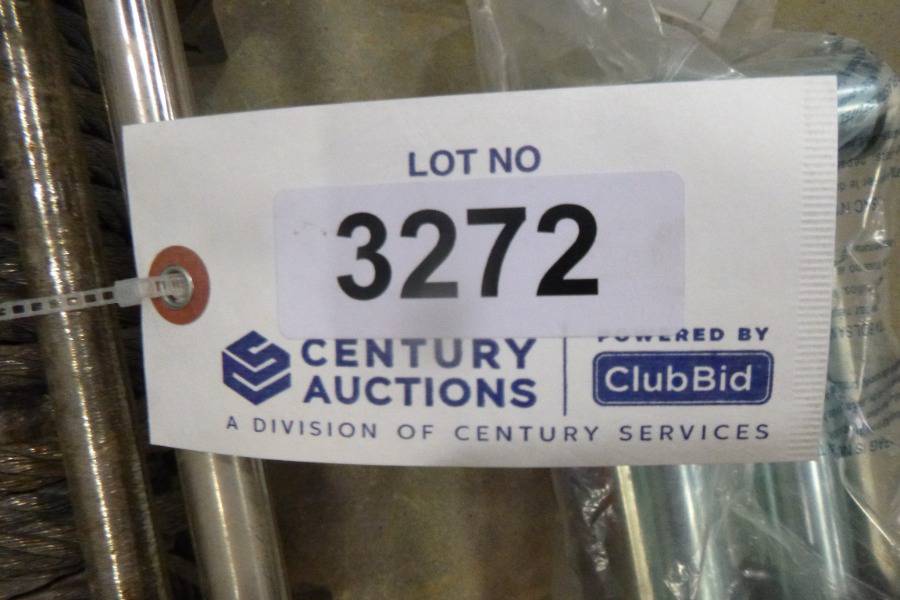 LOT NO
3272
CENTURY
AUCTIONS
POWERED BY
ClubBid
A DIVISION OF CENTURY SERVICES